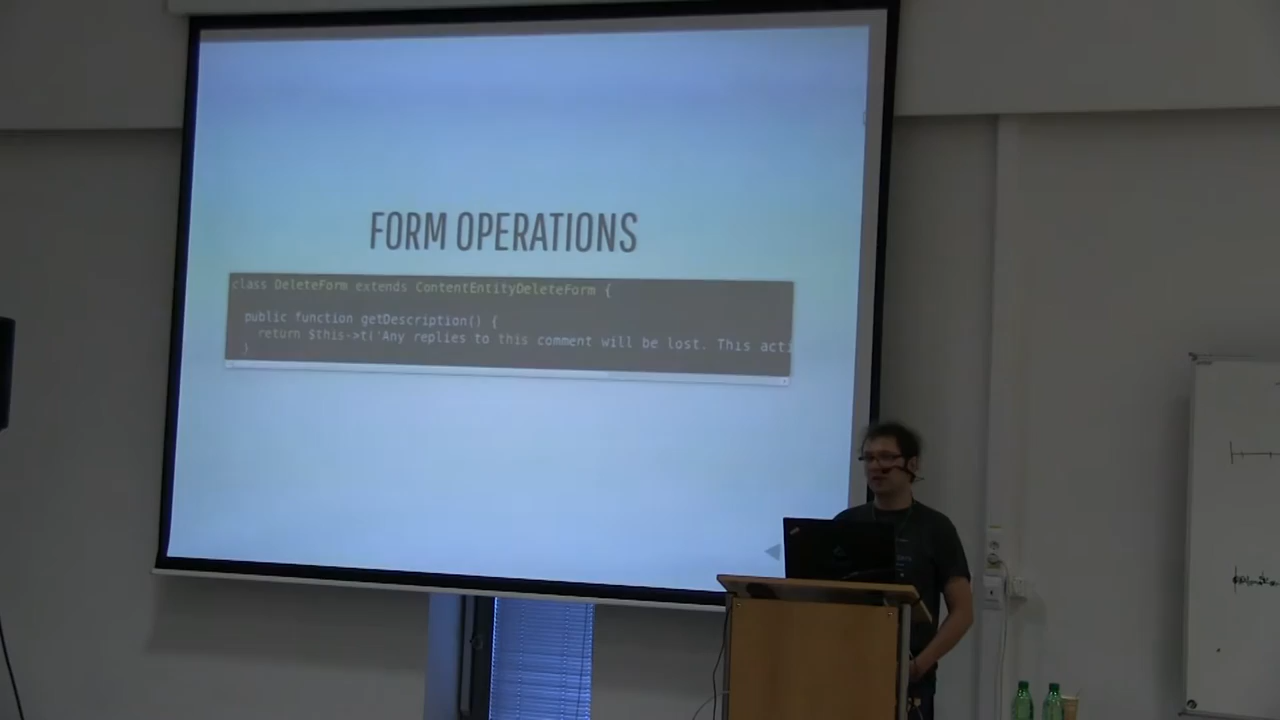 FORM OPERATIONS
class DeleteForm extends ContentEntityDeleteForm {
public function getDescription() {
return $this->t('Any replies to this comment will be lost. This acti
}